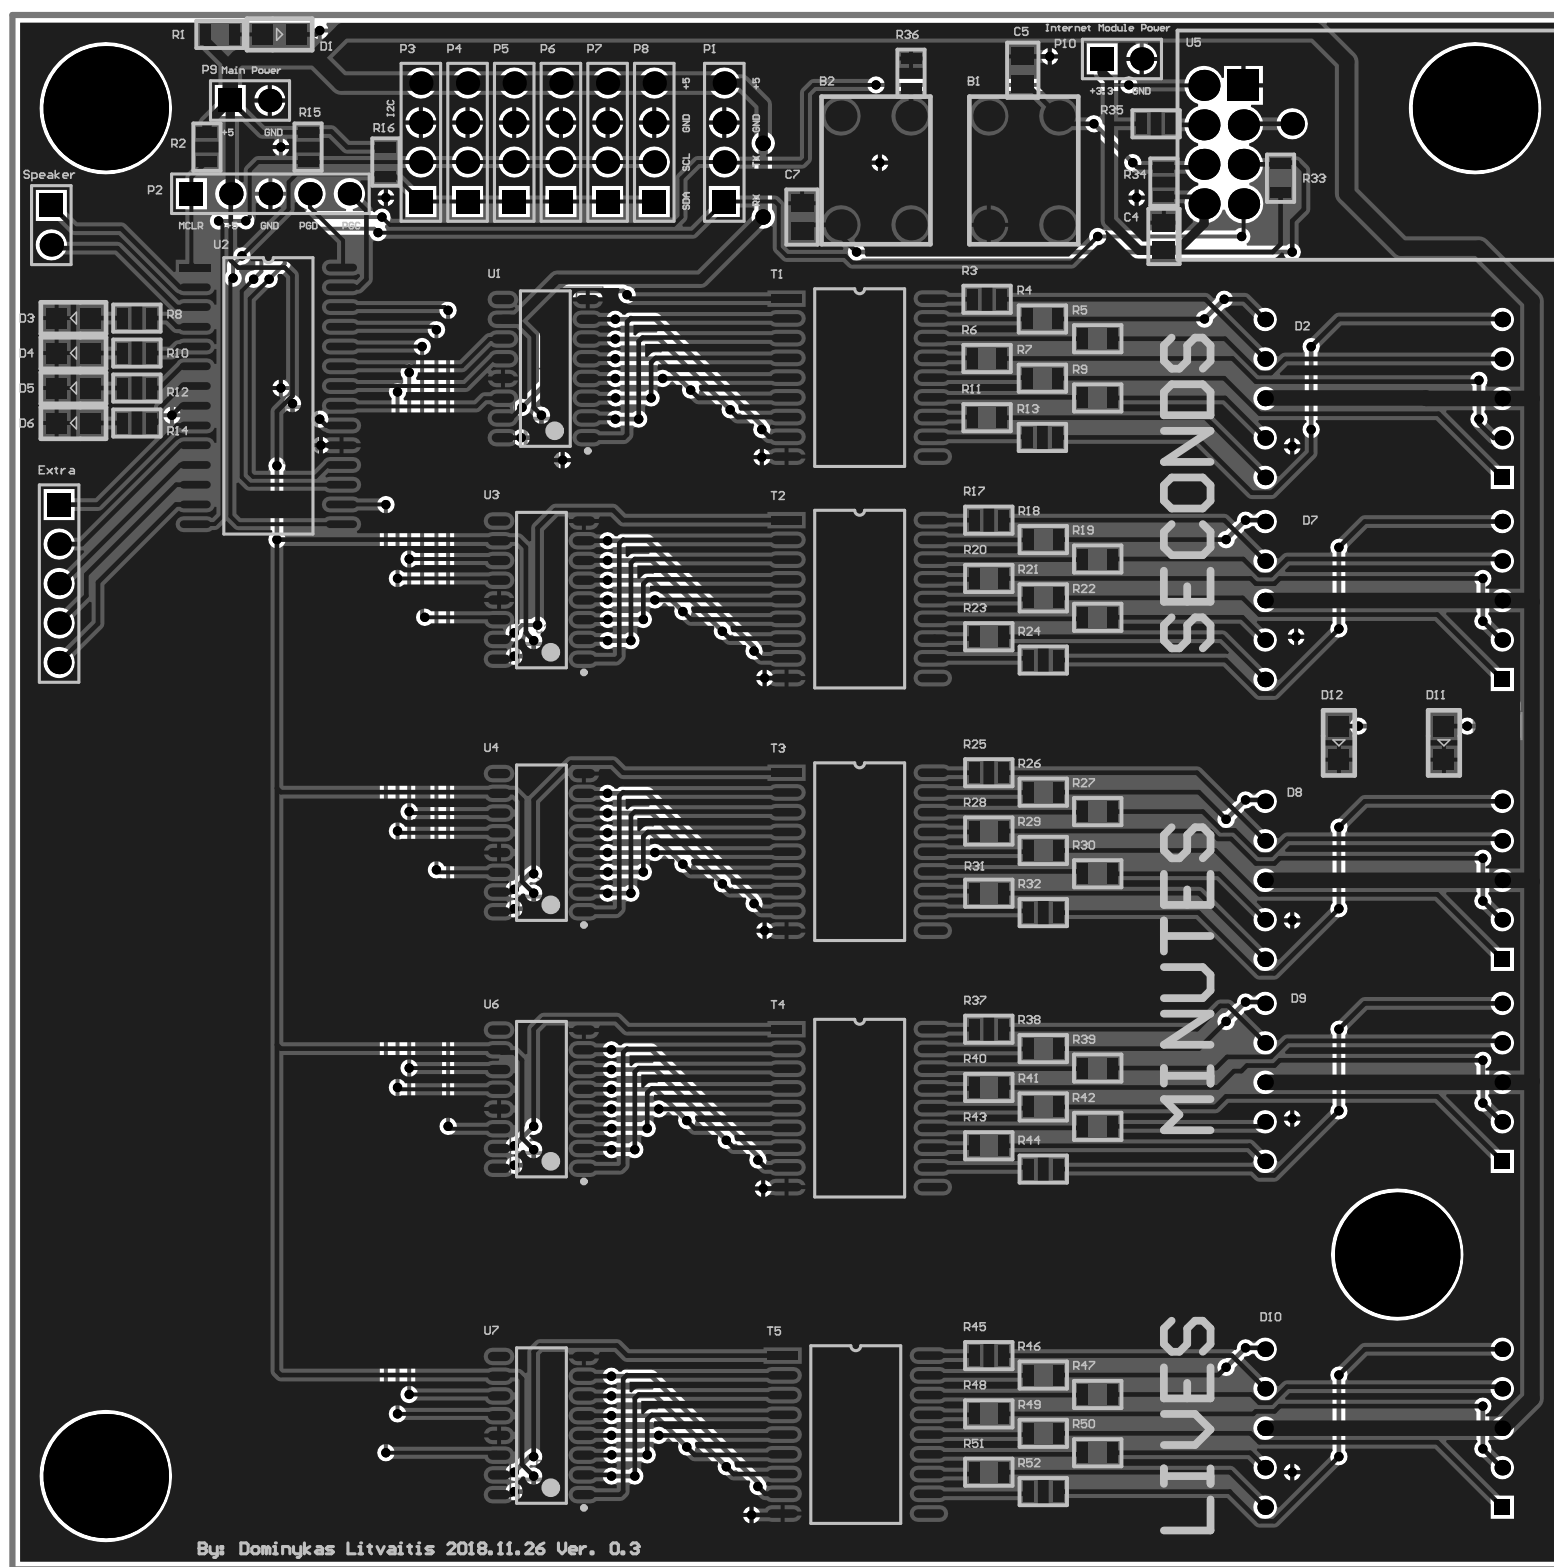 R1
D1
P3 P4 P5 P6 P7 P8 P1
R36
C5
Internet Module Power
P10
U5
P9 Main Power
+5
GND
R15
R2
R16
I2C
+5
GND
SCL
SDA
+5
GND
B2
B1
+3.3 GND
R35
R34
R33
C7
C4
Speaker
P2
MCLR +5 GND PGD PGC
U2
U1
T1
R3
R4
R5
R6
R7
R9
R11
R13
D2
D3
R8
D4
R10
D5
R12
D6
R14
Extra
SECONDS
U3
T2
R17
R18
R19
R20
R21
R22
R23
R24
D7
D12
D11
U4
T3
R25
R26
R27
R28
R29
R30
R31
R32
D8
MINUTES
U6
T4
R37
R38
R39
R40
R41
R42
R43
R44
D9
U7
T5
R45
R46
R47
R48
R49
R50
R51
R52
D10
LIVES
By: Dominykas Litvaitis 2018.11.26 Ver. 0.3